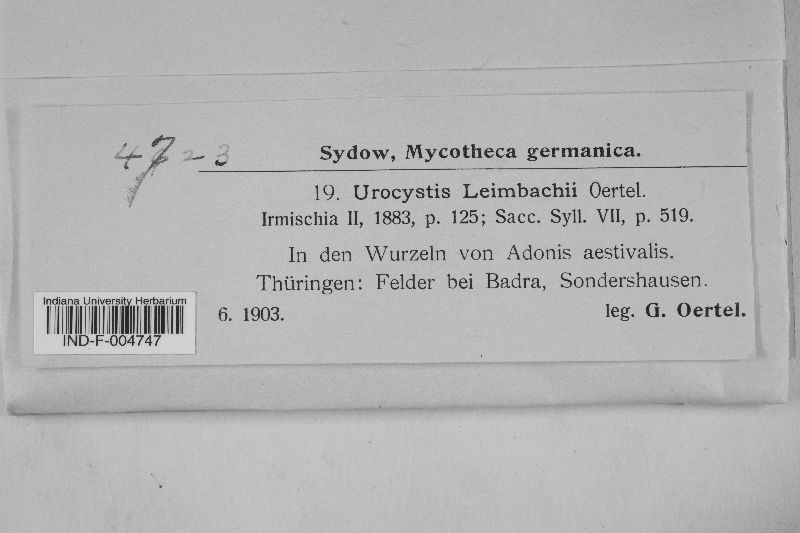 Sydow, Mycotheca germanica.
19. Urocystis Leimbachii Oertel.
Irmischia II, 1883, p. 125; Sacc. Syll. VII, p. 519.
In den Wurzeln von Adonis aestivalis.
Thüringen: Felder bei Badra, Sondershausen.
6. 1903. leg. G. Oertel.
Indiana University Herbarium
IND-F-004747